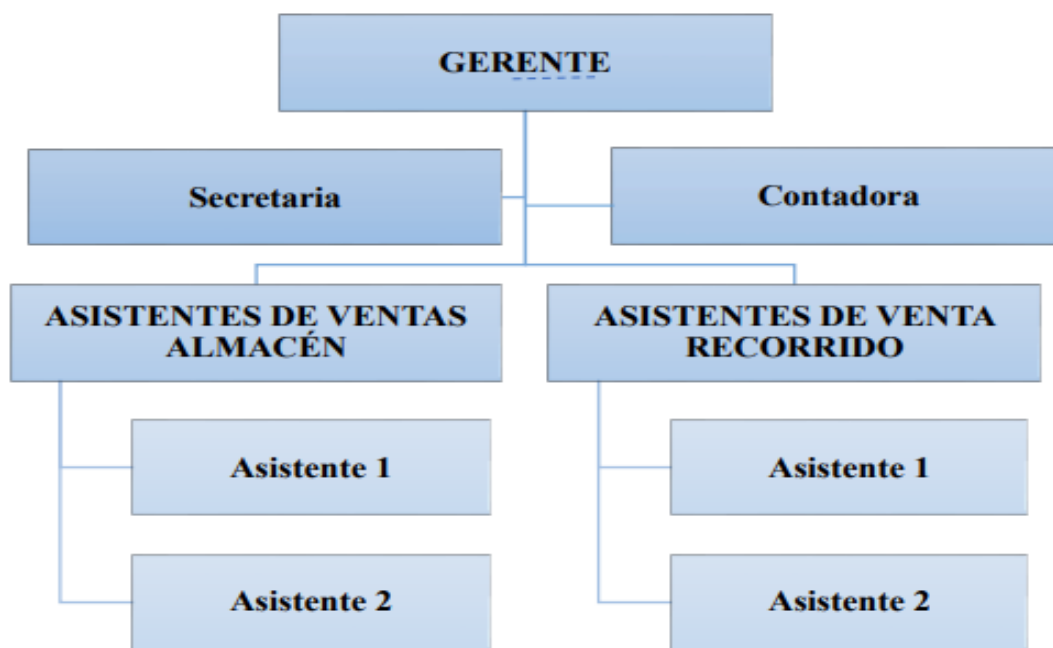 GERENTE
Secretaria
Contadora
ASISTENTES DE VENTAS
ALMACÉN
ASISTENTES DE VENTA
RECORRIDO
Asistente 1
Asistente 1
Asistente 2
Asistente 2